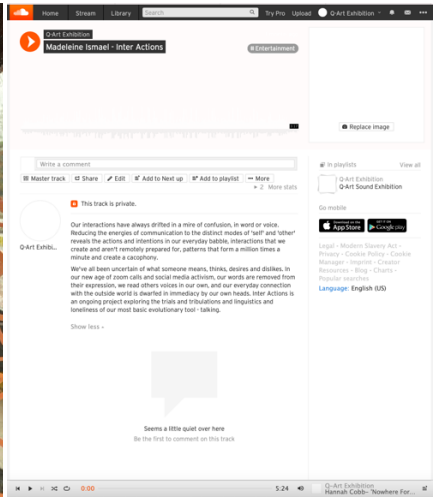 Home Stream Library Search Try Pro Upload Q-Art Exhibition
Q-Art Exhibition
Madeleine Ismael - Inter Actions
# Entertainment
Replace image
Write a comment
Master track Share Edit Add to Next up Add to playlist More
2 More stats
This track is private.
Q-Art Exhibi...
Our interactions have always drifted in a mire of confusion, in word or voice.
Reducing the energies of communication to the distinct modes of 'self' and 'other'
reveals the actions and intentions in our everyday babble, interactions that we
create and aren't remotely prepared for, patterns that form a million times a
minute and create a cacophony.
We've all been uncertain of what someone means, thinks, desires and dislikes. In
our new age of zoom calls and social media activism, our words are removed from
their expression, we read others voices in our own, and our everyday connection
with the outside world is dwarfed in immediacy by our own heads. Inter Actions is
an ongoing project exploring the trials and tribulations and linguistics and
loneliness of our most basic evolutionary tool - talking.
Show less
Seems a little quiet over here
Be the first to comment on this track
In playlists View all
Q-Art Exhibition
Q-Art Sound Exhibition
Go mobile
Download on the App Store GET IT ON Google play
Legal - Modern Slavery Act -
Privacy - Cookie Policy - Cookie
Manager - Imprint - Creator
Resources - Blog - Charts -
Popular searches
Language: English (US)
0:00 5:24
Q-Art Exhibition
Hannah Cobb- 'Nowhere For...